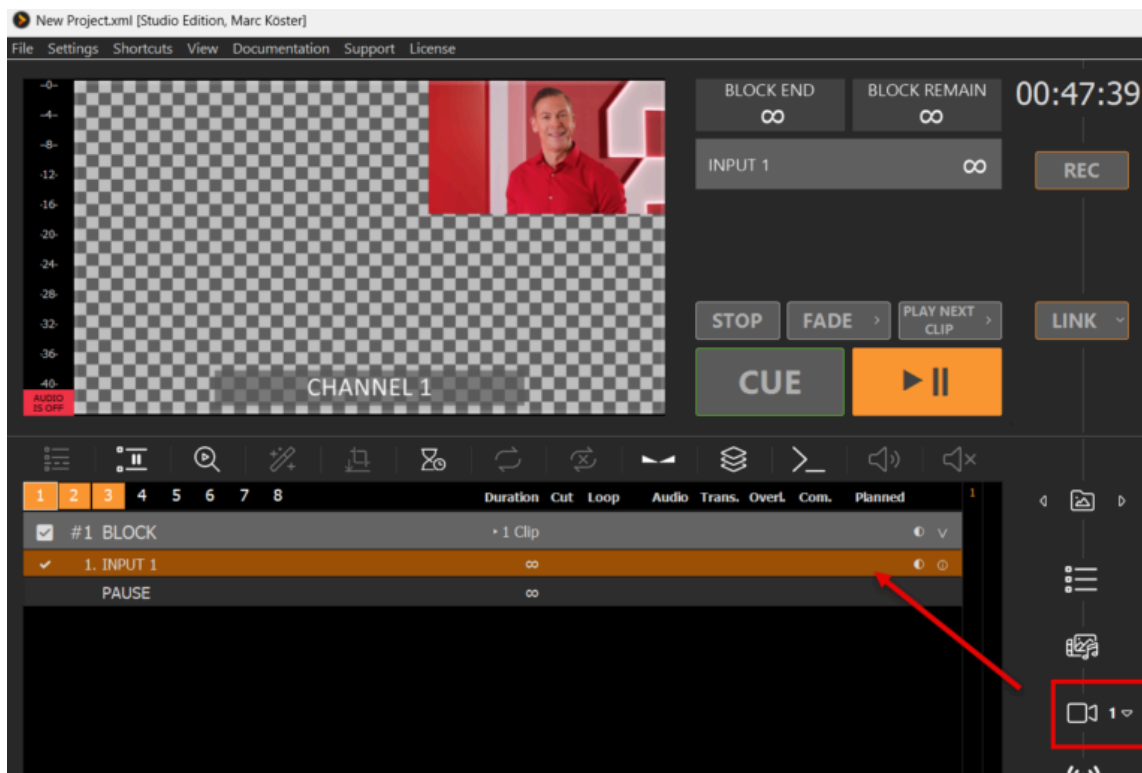 New Project.xml [Studio Edition, Marc Köster]
File Settings Shortcuts View Documentation Support License
-0-
-4-
-8-
-12-
-16-
-20-
-24-
-28-
-32-
-36-
-40-
AUDIO
IS OFF
CHANNEL 1
BLOCK END
∞
BLOCK REMAIN
∞
00:47:39
INPUT 1 ∞
REC
STOP
FADE >
PLAY NEXT
CLIP >
LINK
CUE
1 2 3 4 5 6 7 8 Duration Cut Loop Audio Trans. Overl. Com. Planned 1
#1 BLOCK • 1 Clip
1. INPUT 1 ∞
PAUSE ∞
1